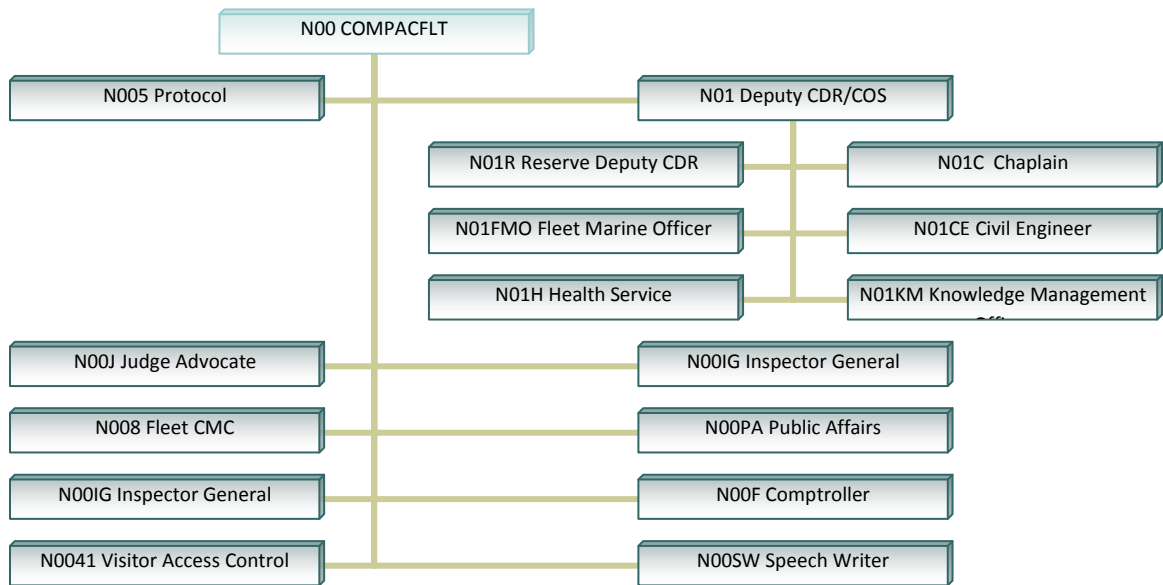 N00 COMPACFLT
N005 Protocol
N01 Deputy CDR/COS
N01R Reserve Deputy CDR
N01C  Chaplain
N01FMO Fleet Marine Officer
N01CE Civil Engineer
N01H Health Service
N01KM Knowledge Management
N00J Judge Advocate
N00IG Inspector General
N008 Fleet CMC
N00PA Public Affairs
N00IG Inspector General
N00F Comptroller
N0041 Visitor Access Control
N00SW Speech Writer